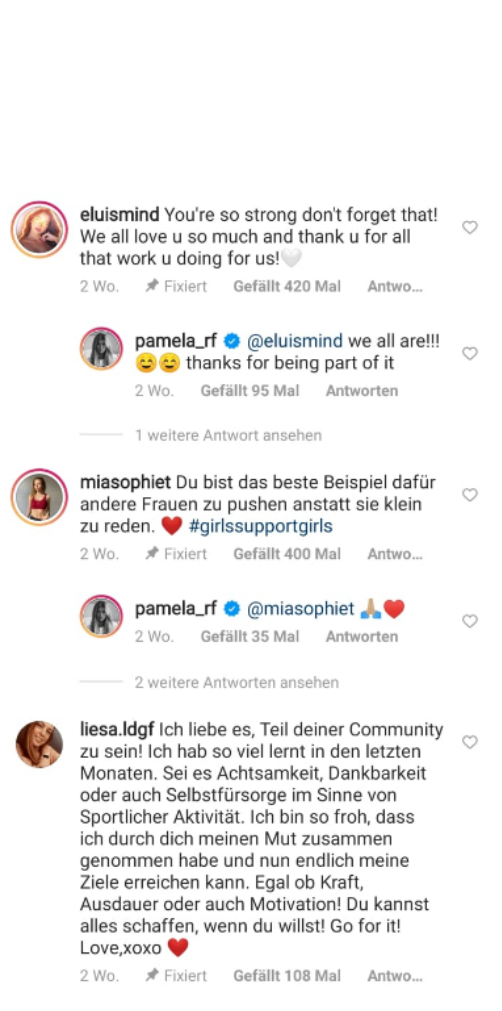 eluismind You're so strong don't forget that!
We all love u so much and thank u for all
that work u doing for us!🤍
2 Wo. Fixiert Gefällt 420 Mal Antwo...
pamela_rf @eluismind we all are!!!
😊😊 thanks for being part of it
2 Wo. Gefällt 95 Mal Antworten
1 weitere Antwort ansehen
miasophiet Du bist das beste Beispiel dafür
andere Frauen zu pushen anstatt sie klein
zu reden. ❤️ #girlssupportgirls
2 Wo. Fixiert Gefällt 400 Mal Antwo...
pamela_rf @miasophiet 🙏🏼❤️
2 Wo. Gefällt 35 Mal Antworten
2 weitere Antworten ansehen
liesa.ldgf Ich liebe es, Teil deiner Community
zu sein! Ich hab so viel lernt in den letzten
Monaten. Sei es Achtsamkeit, Dankbarkeit
oder auch Selbstfürsorge im Sinne von
Sportlicher Aktivität. Ich bin so froh, dass
ich durch dich meinen Mut zusammen
genommen habe und nun endlich meine
Ziele erreichen kann. Egal ob Kraft,
Ausdauer oder auch Motivation! Du kannst
alles schaffen, wenn du willst! Go for it!
Love,xoxo ❤️
2 Wo. Fixiert Gefällt 108 Mal Antwo...